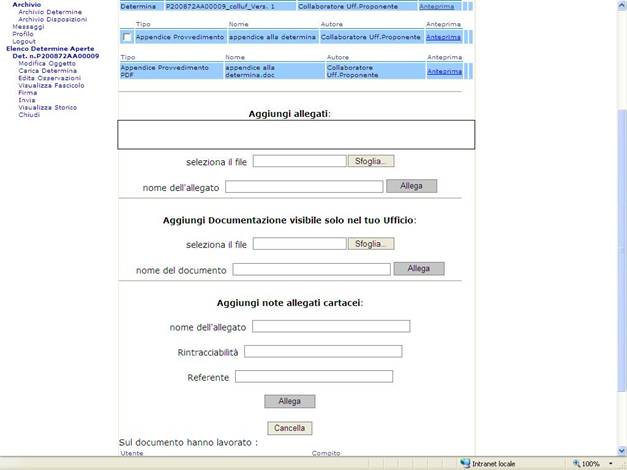 Archivio
Archivio Determine
Archivio Disposizioni
Messaggi
Profilo
Logout
Elenco Determine Aperte
Det. n.P200872AA00009
Modifica Oggetto
Carica Determina
Edita Osservazioni
Visualizza Fascicolo
Firma
Invia
Visualizza Storico
Chiudi
Determina P200872AA00009_colluf_Vers. 1 Collaboratore Uff.Proponente Anteprima
Tipo Nome Autore
Appendice Provvedimento appendice alla determina Collaboratore Uff.Proponente Anteprima
Tipo Nome Autore
Appendice Provvedimento PDF appendice alla determina.doc Collaboratore Uff.Proponente Anteprima
Aggiungi allegati:
seleziona il file Sfoglia...
nome dell'allegato Allega
Aggiungi Documentazione visibile solo nel tuo Ufficio:
seleziona il file Sfoglia...
nome del documento Allega
Aggiungi note allegati cartacei:
nome dell'allegato
Rintracciabilità
Referente
Allega
Cancella
Sul documento hanno lavorato :
Utente Compito
Intranet locale 100%